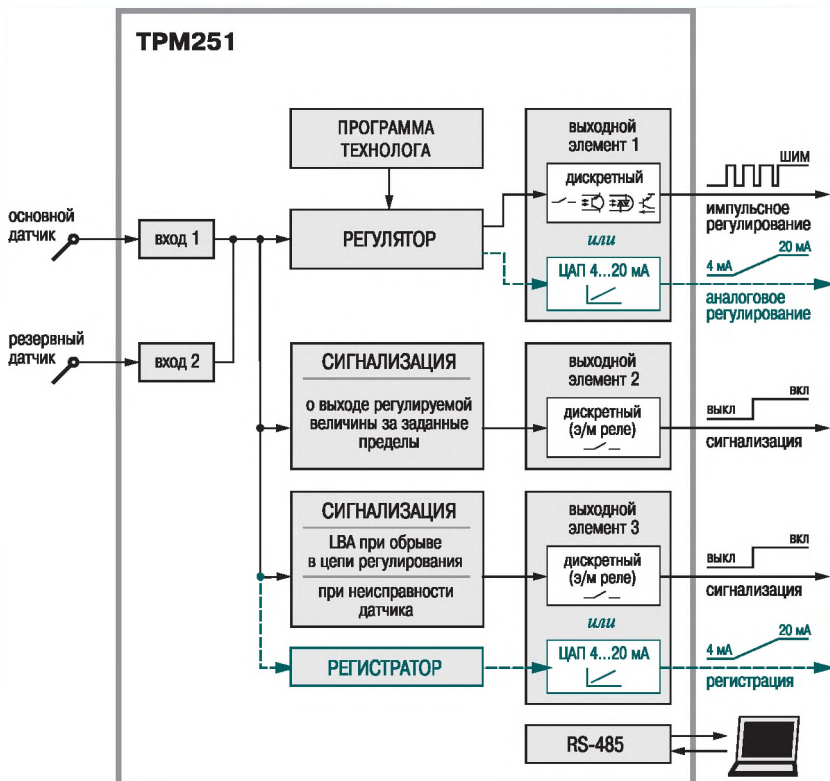 ТРМ251
ПРОГРАММА
ТЕХНОЛОГА
выходной
элемент 1
дискретный
ШИМ
импульсное
регулирование
основной
датчик
вход 1
РЕГУЛЯТОР
или
ЦАП 4...20 мА
4 мА
20 мА
аналоговое
регулирование
резервный
датчик
вход 2
СИГНАЛИЗАЦИЯ
о выходе регулируемой
величины за заданные
пределы
выходной
элемент 2
дискретный
(э/м реле)
выкл
вкл
сигнализация
СИГНАЛИЗАЦИЯ
LBA при обрыве
в цепи регулирования
при неисправности
датчика
выходной
элемент 3
дискретный
(э/м реле)
выкл
вкл
сигнализация
или
РЕГИСТРАТОР
ЦАП 4...20 мА
4 мА
20 мА
регистрация
RS-485